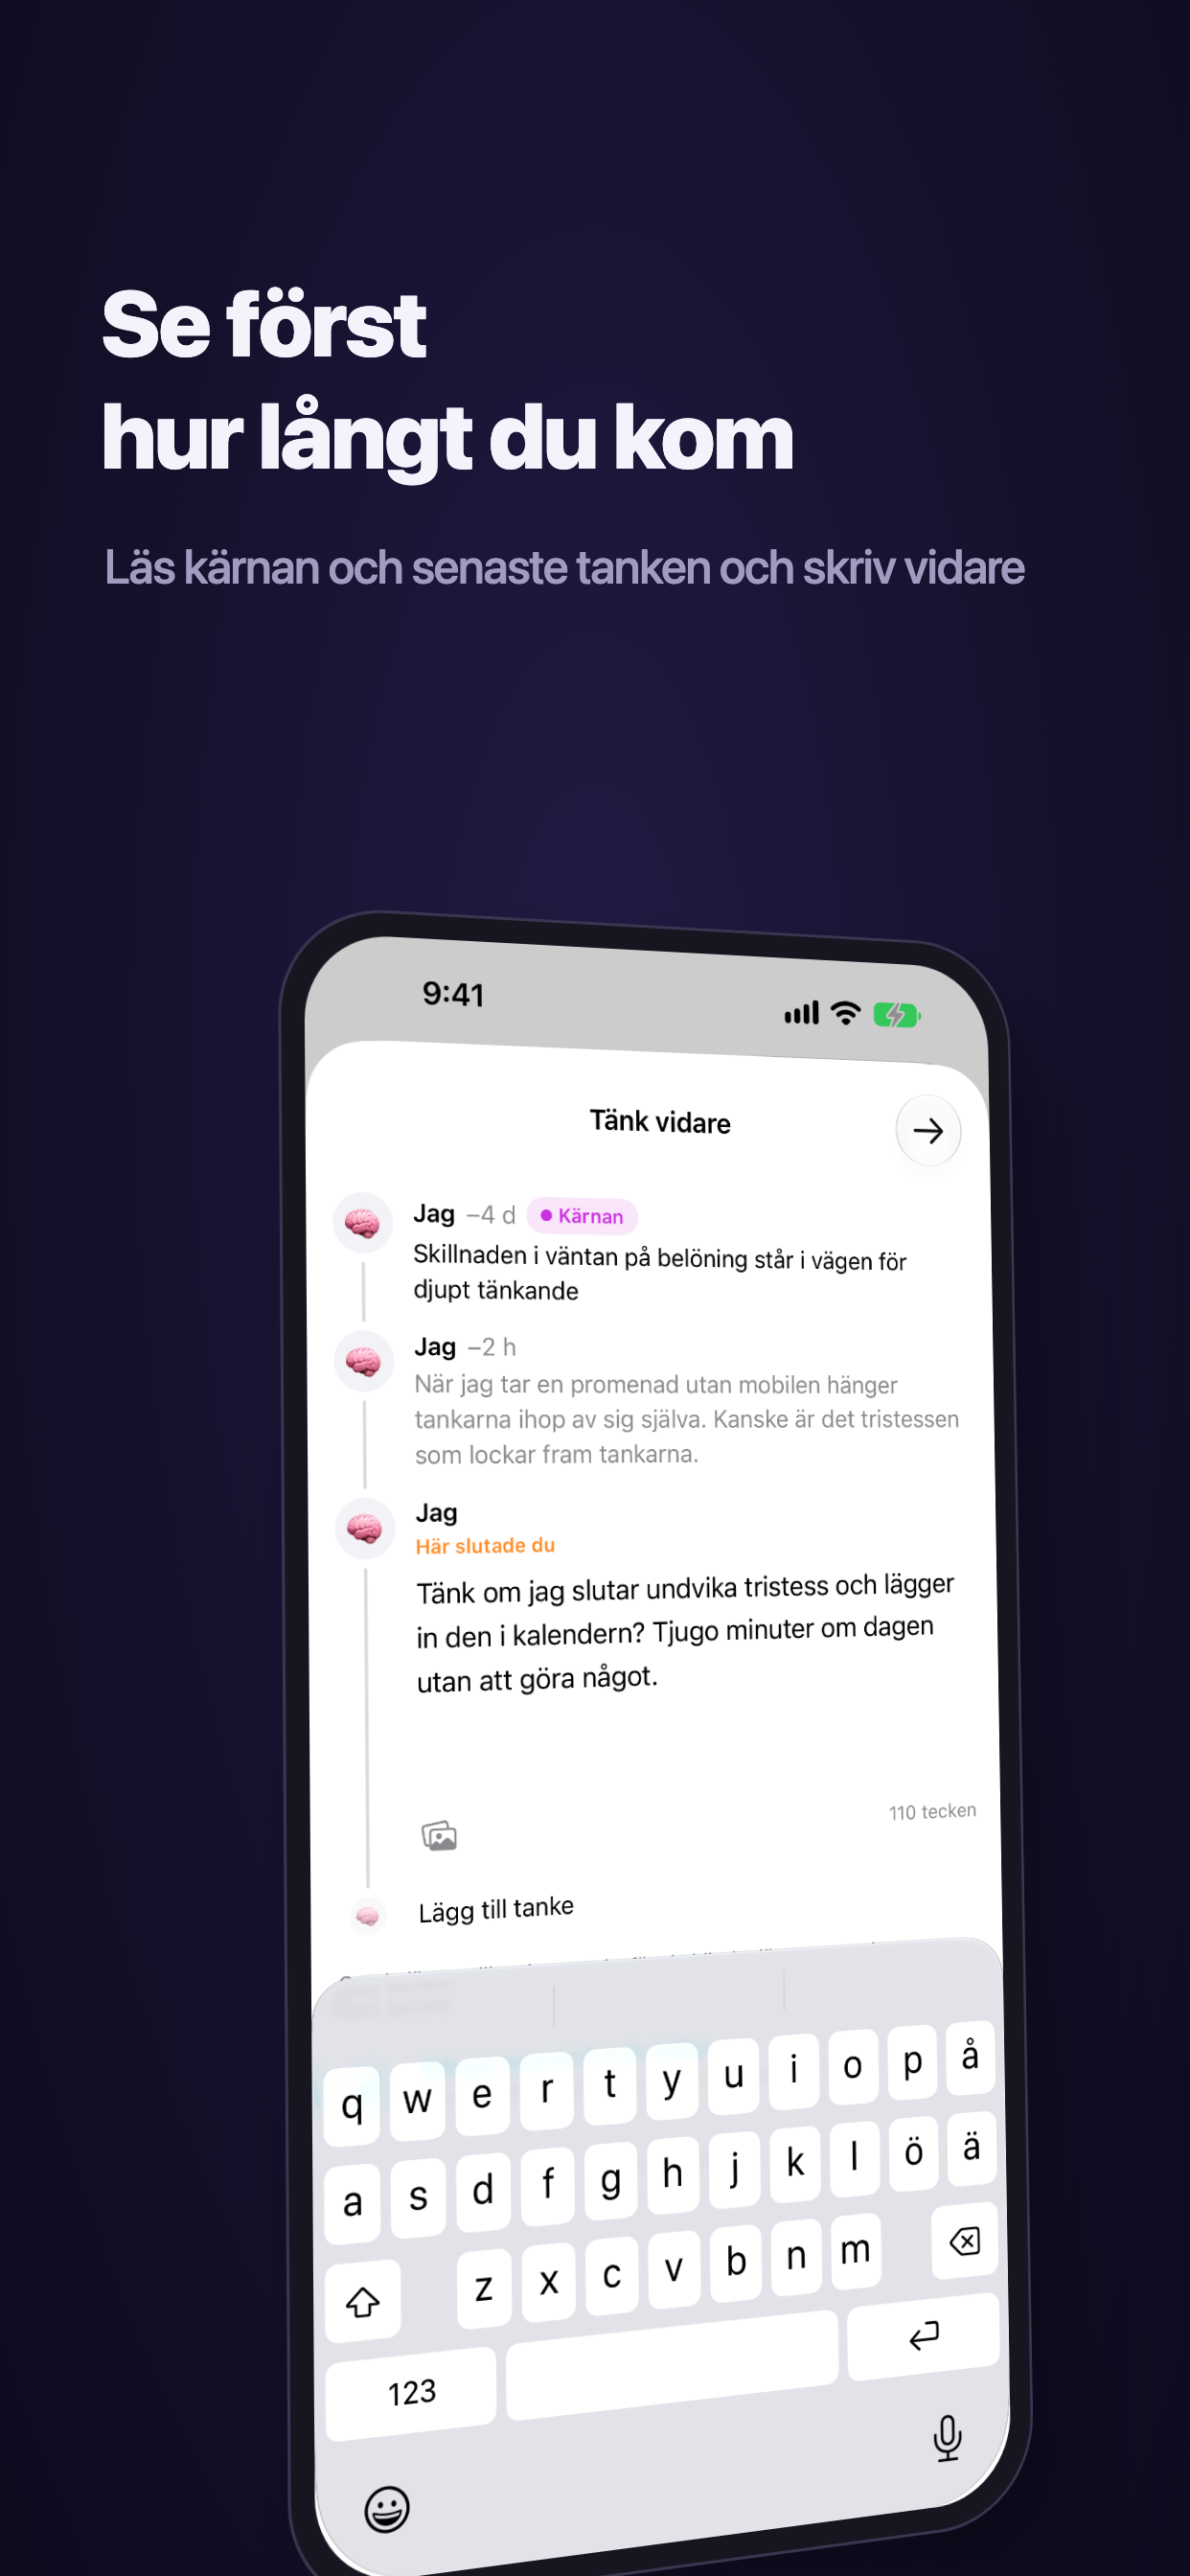 Se först
hur långt du kom
Läs kärnan och senaste tanken och skriv vidare
9:41
Tänk vidare
Jag –4 d Kärnan
Skillnaden i väntan på belöning står i vägen för
djupt tänkande
Jag –2 h
När jag tar en promenad utan mobilen hänger
tankarna ihop av sig själva. Kanske är det tristessen
som lockar fram tankarna.
Jag
Här slutade du
Tänk om jag slutar undvika tristess och lägger
in den i kalendern? Tjugo minuter om dagen
utan att göra något.
110 tecken
Lägg till tanke
q w e r t y u i o p å
a s d f g h j k l ö ä
z x c v b n m
123